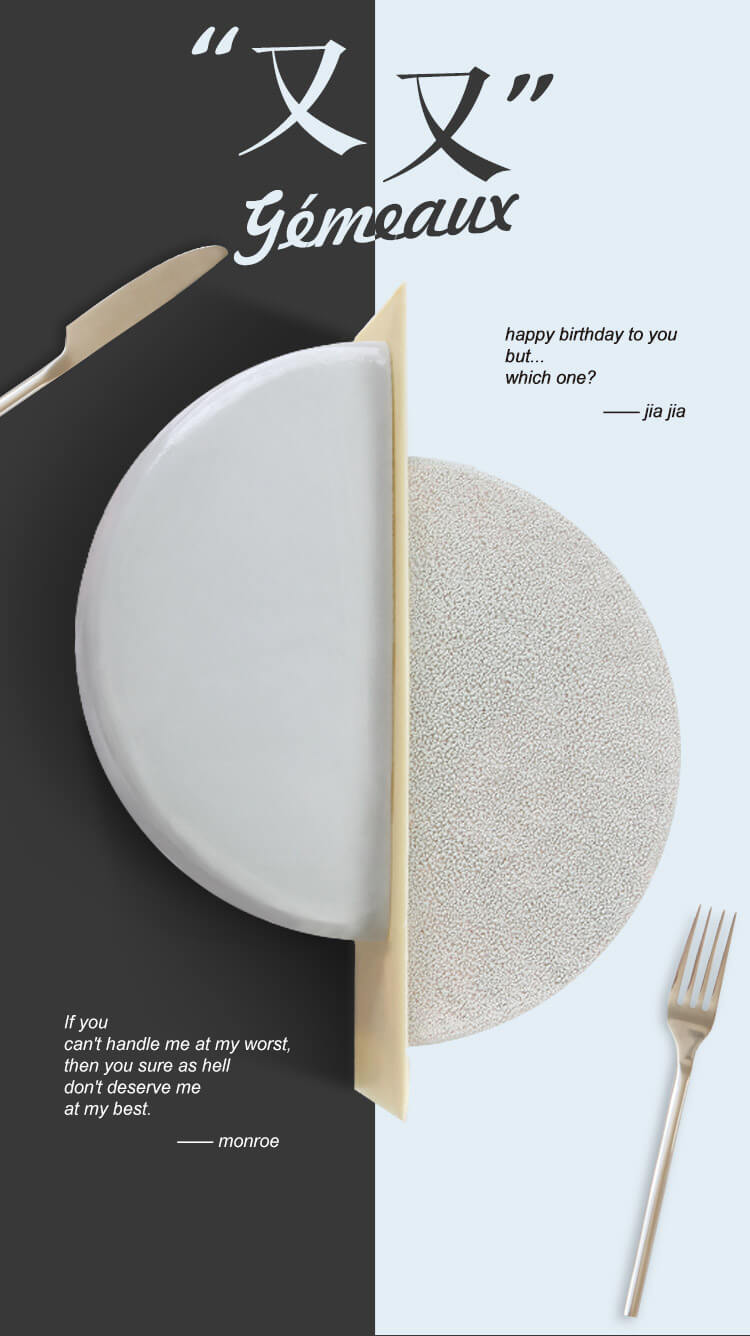 “又又”
Gémeaux
happy birthday to you
but...
which one?
—— jia jia
If you
can't handle me at my worst,
then you sure as hell
don't deserve me
at my best.
—— monroe